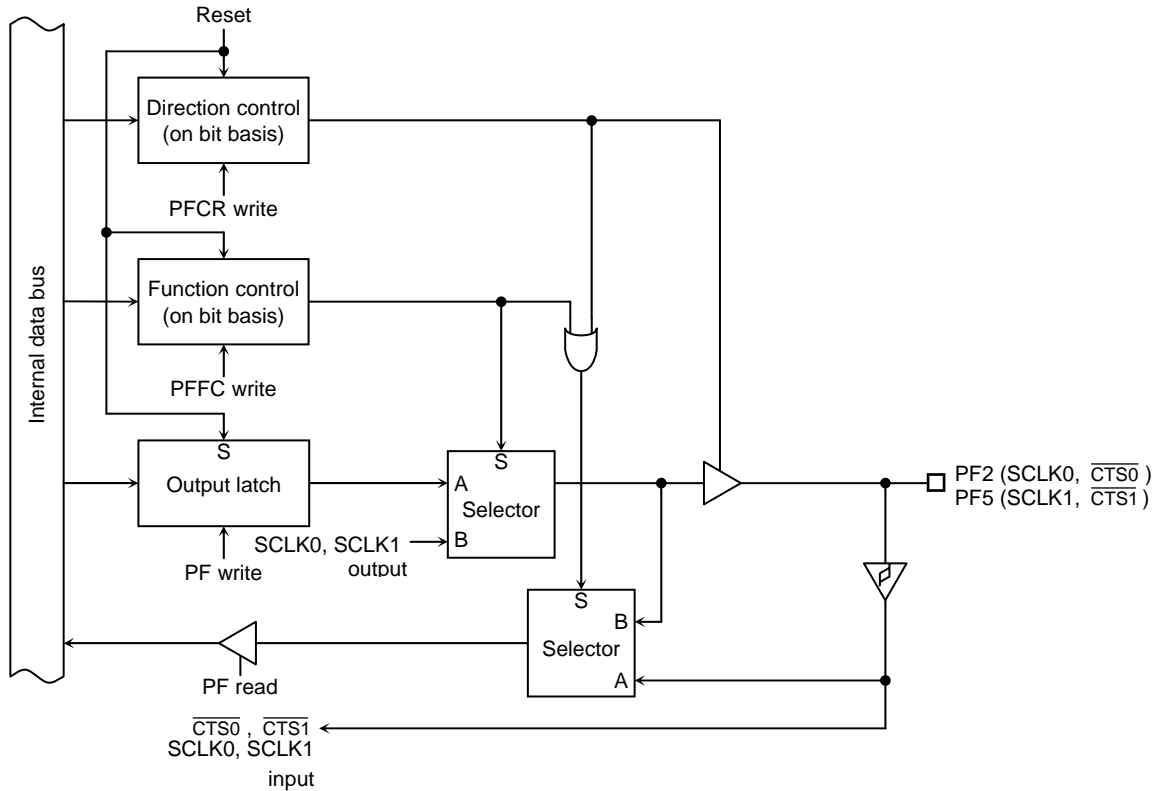 Reset
Direction control
(on bit basis)
PFCR write
Internal data bus
Function control
(on bit basis)
PFFC write
S
Output latch
PF write
S
A
Selector
B
SCLK0, SCLK1
output
PF2 (SCLK0, CTS0 )
PF5 (SCLK1, CTS1 )
S
B
Selector
A
PF read
CTS0 , CTS1
SCLK0, SCLK1
input